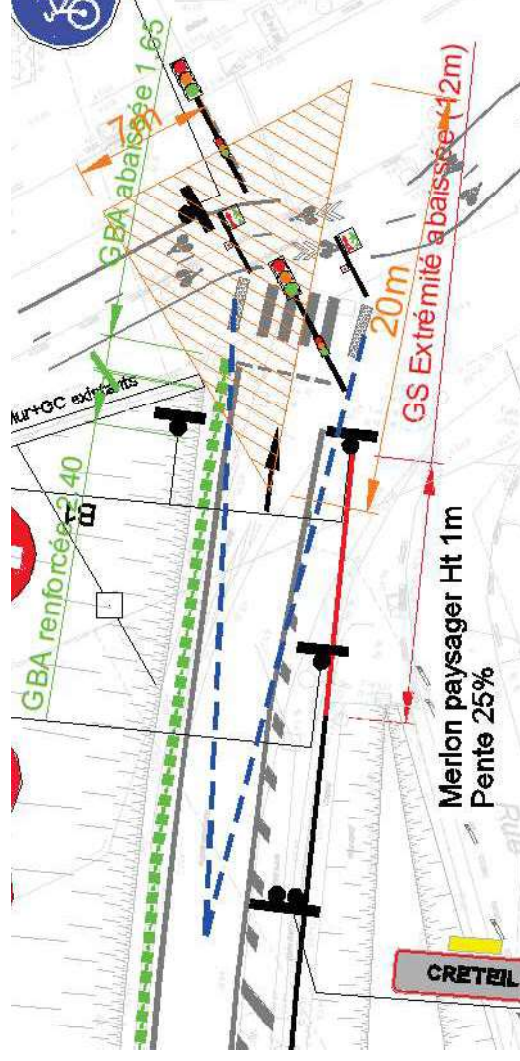 GBA abaissée 1,65
7m
GS Extrémité abaissée (12m)
20m
Mur+GC existants
GBA renforcée 2,40
B1
Merlon paysager Ht 1m
Pente 25%
Rue
CRETEIL